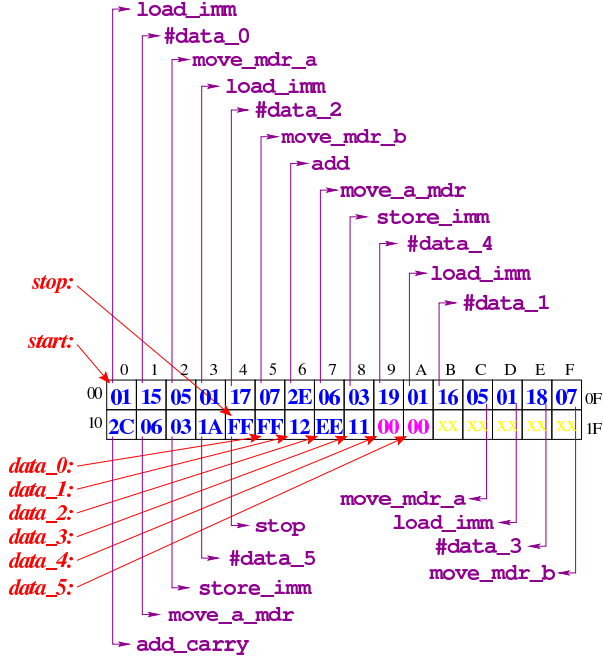 load_imm
#data_0
move_mdr_a
load_imm
#data_2
move_mdr_b
add
move_a_mdr
store_imm
#data_4
load_imm
stop:
#data_1
start:
0 1 2 3 4 5 6 7 8 9 A B C D E F
00 01 15 05 01 17 07 2E 06 03 19 01 16 05 01 18 07 0F
10 2C 06 03 1A FF FF 12 EE 11 00 00 xx xx xx xx xx 1F
data_0:
data_1:
data_2:
data_3:
data_4:
data_5:
move_mdr_a
load_imm
#data_3
move_mdr_b
stop
#data_5
store_imm
move_a_mdr
add_carry